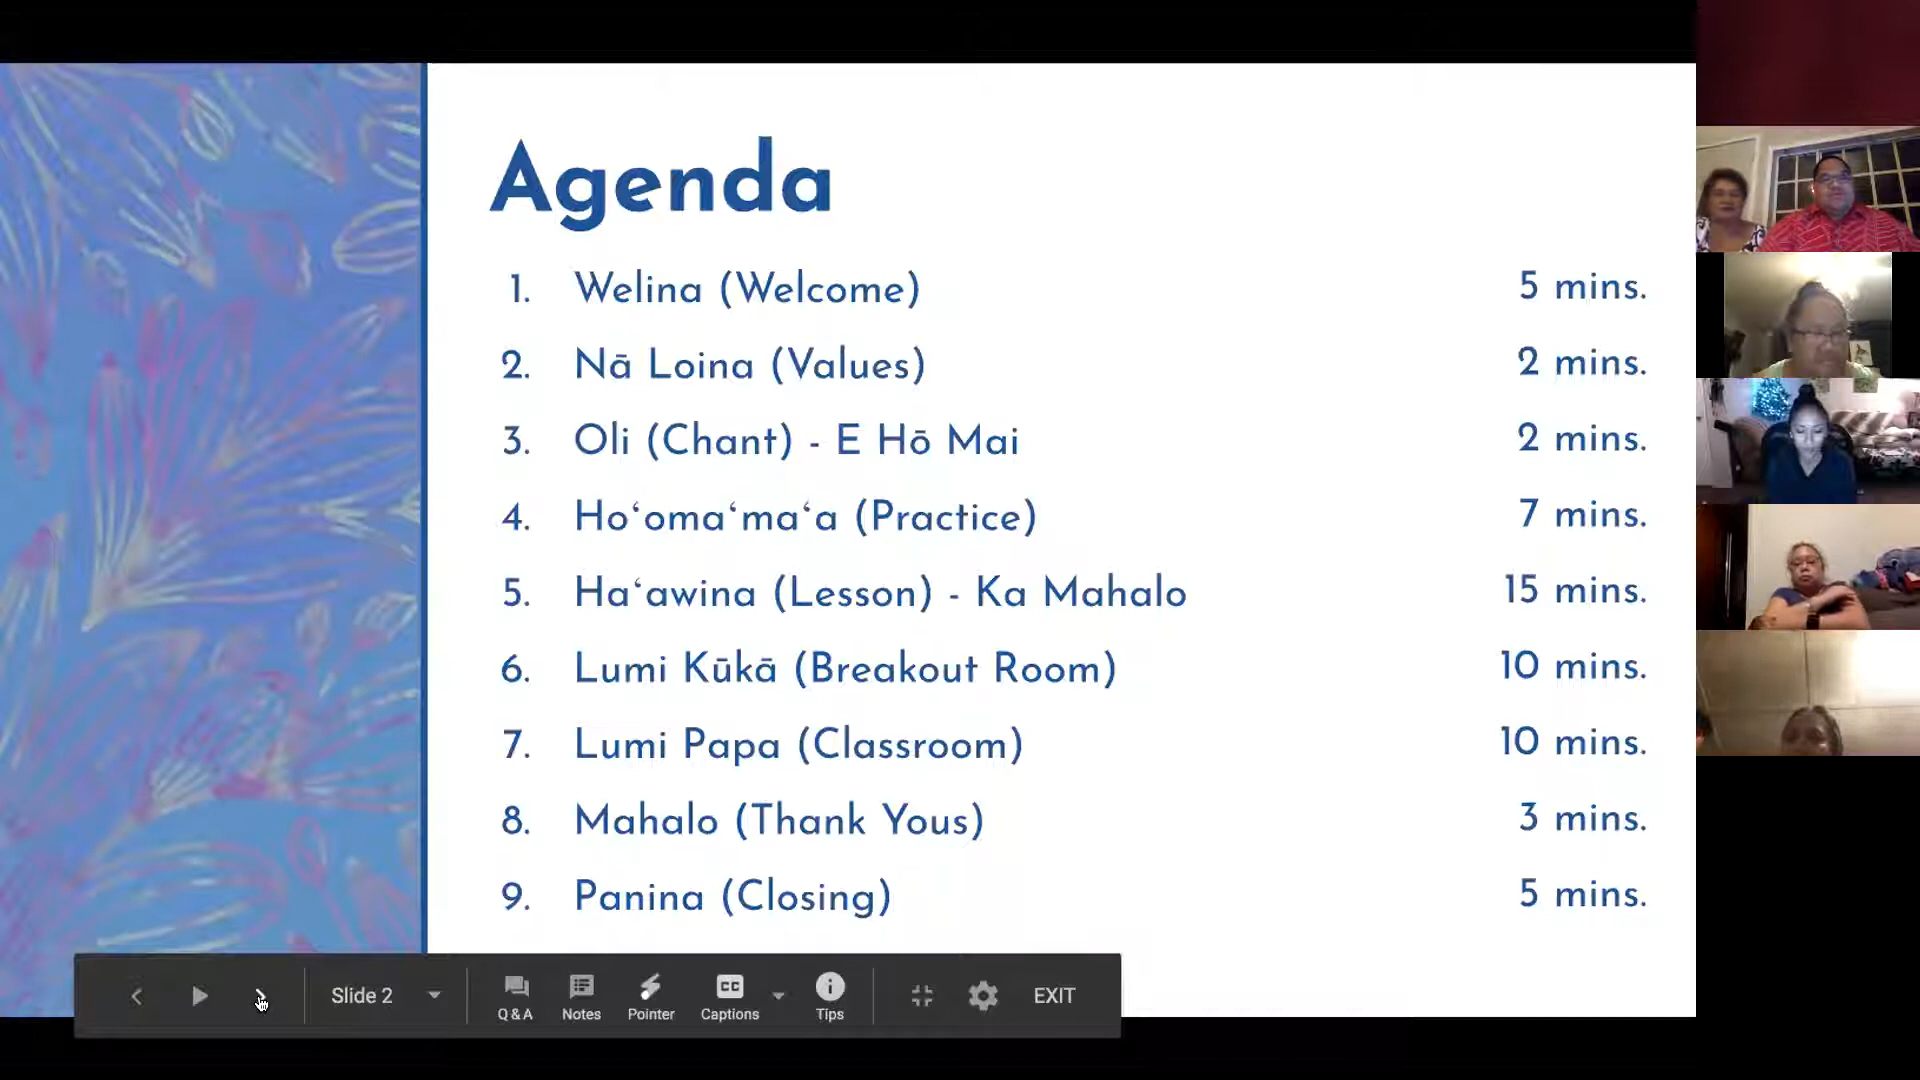 Agenda
1. Welina (Welcome) 5 mins.
2. Nā Loina (Values) 2 mins.
3. Oli (Chant) - E Hō Mai 2 mins.
4. Hoʻomaʻmaʻa (Practice) 7 mins.
5. Haʻawina (Lesson) - Ka Mahalo 15 mins.
6. Lumi Kūkā (Breakout Room) 10 mins.
7. Lumi Papa (Classroom) 10 mins.
8. Mahalo (Thank Yous) 3 mins.
9. Panina (Closing) 5 mins.
Slide 2 Q & A Notes Pointer CC Captions Tips EXIT